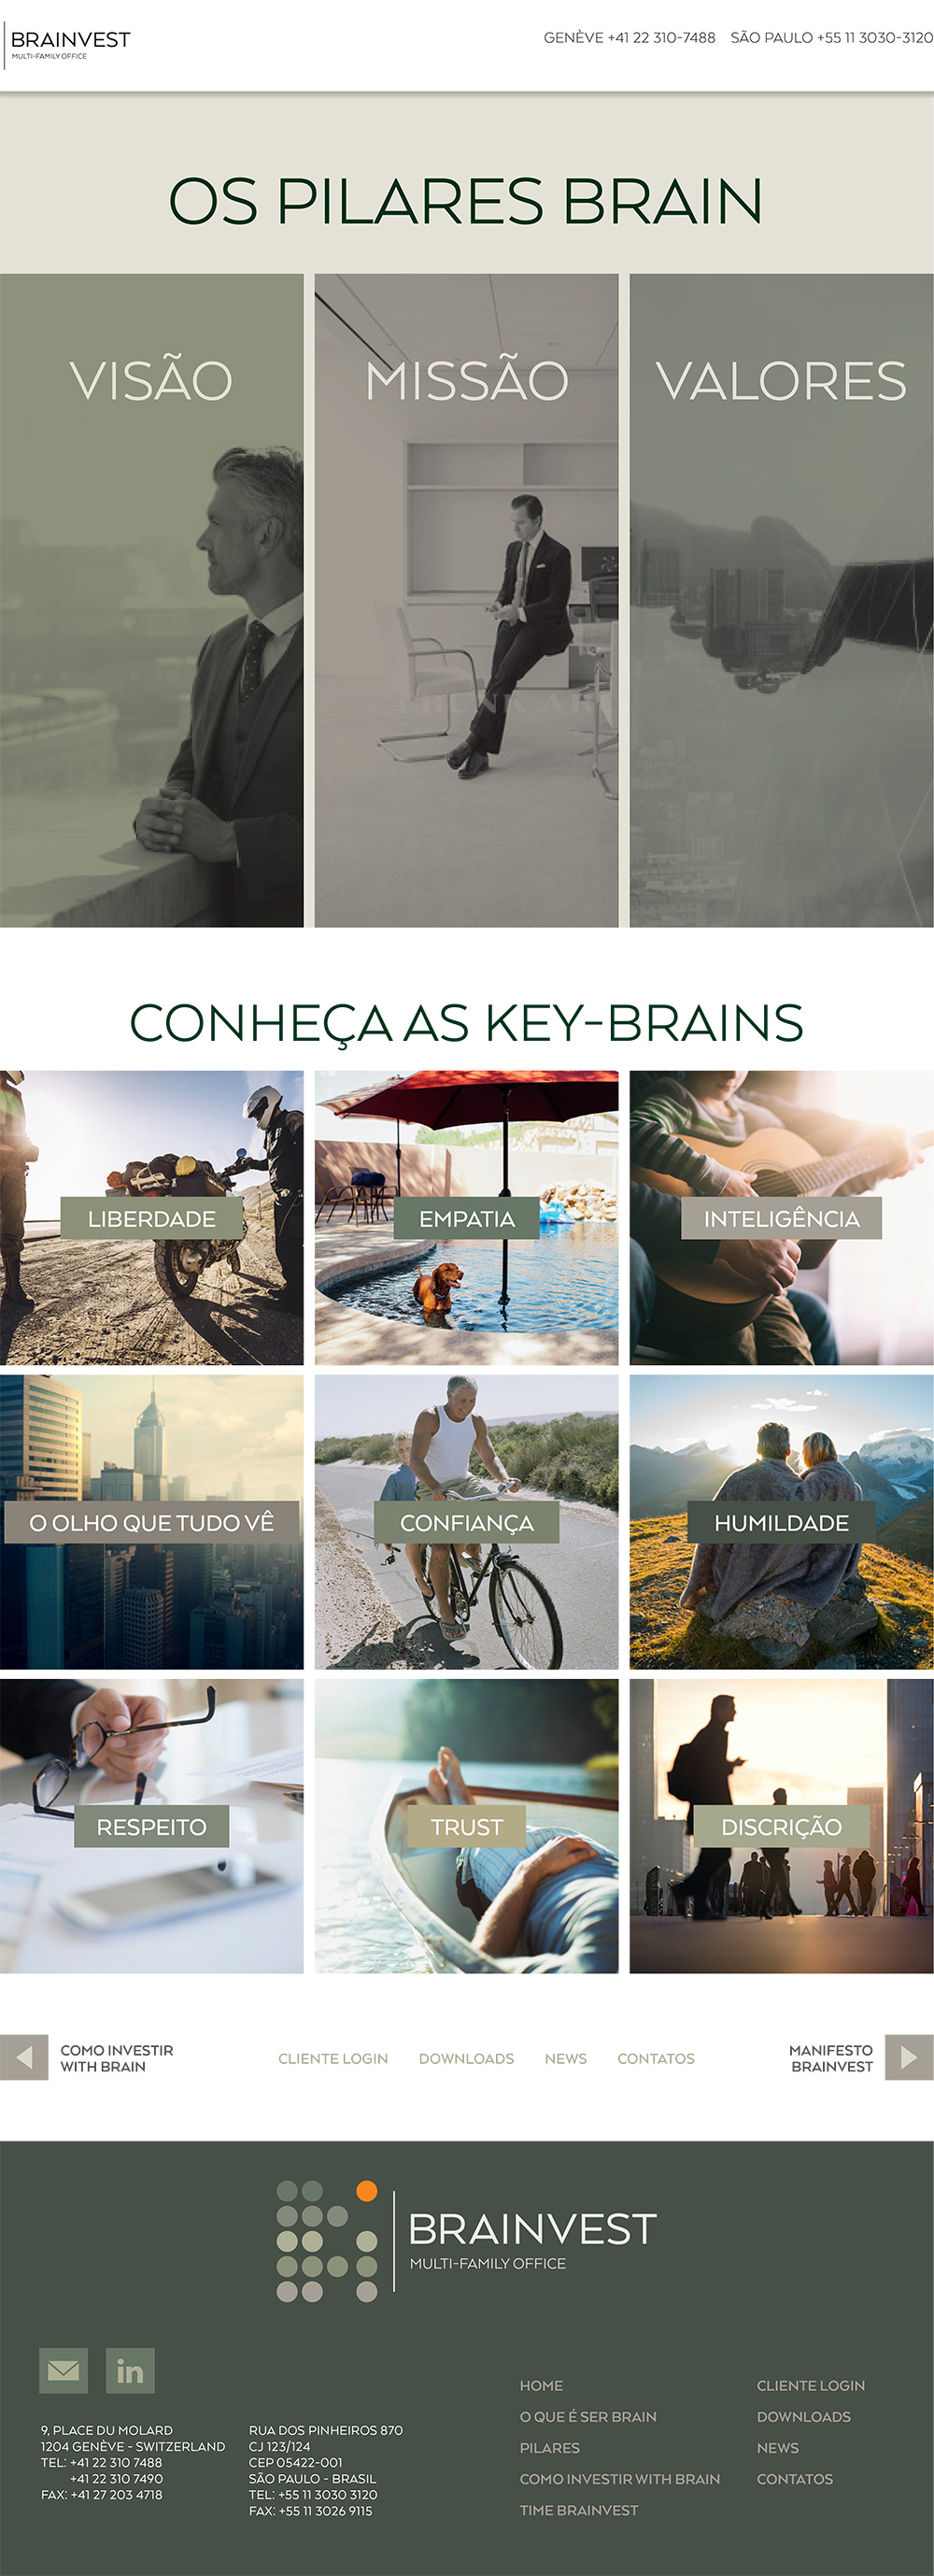 BRAINVEST
MULTI-FAMILY OFFICE
GENÈVE +41 22 310-7488 SÃO PAULO +55 11 3030-3120
OS PILARES BRAIN
VISÃO
MISSÃO
VALORES
CONHEÇA AS KEY-BRAINS
LIBERDADE
EMPATIA
INTELIGÊNCIA
O OLHO QUE TUDO VÊ
CONFIANÇA
HUMILDADE
RESPEITO
TRUST
DISCRIÇÃO
COMO INVESTIR
WITH BRAIN
CLIENTE LOGIN DOWNLOADS NEWS CONTATOS
MANIFESTO
BRAINVEST
BRAINVEST
MULTI-FAMILY OFFICE
in
9, PLACE DU MOLARD
1204 GENÈVE - SWITZERLAND
TEL: +41 22 310 7488
+41 22 310 7490
FAX: +41 27 203 4718
RUA DOS PINHEIROS 870
CJ 123/124
CEP 05422-001
SÃO PAULO - BRASIL
TEL: +55 11 3030 3120
FAX: +55 11 3026 9115
HOME
O QUE É SER BRAIN
PILARES
COMO INVESTIR WITH BRAIN
TIME BRAINVEST
CLIENTE LOGIN
DOWNLOADS
NEWS
CONTATOS